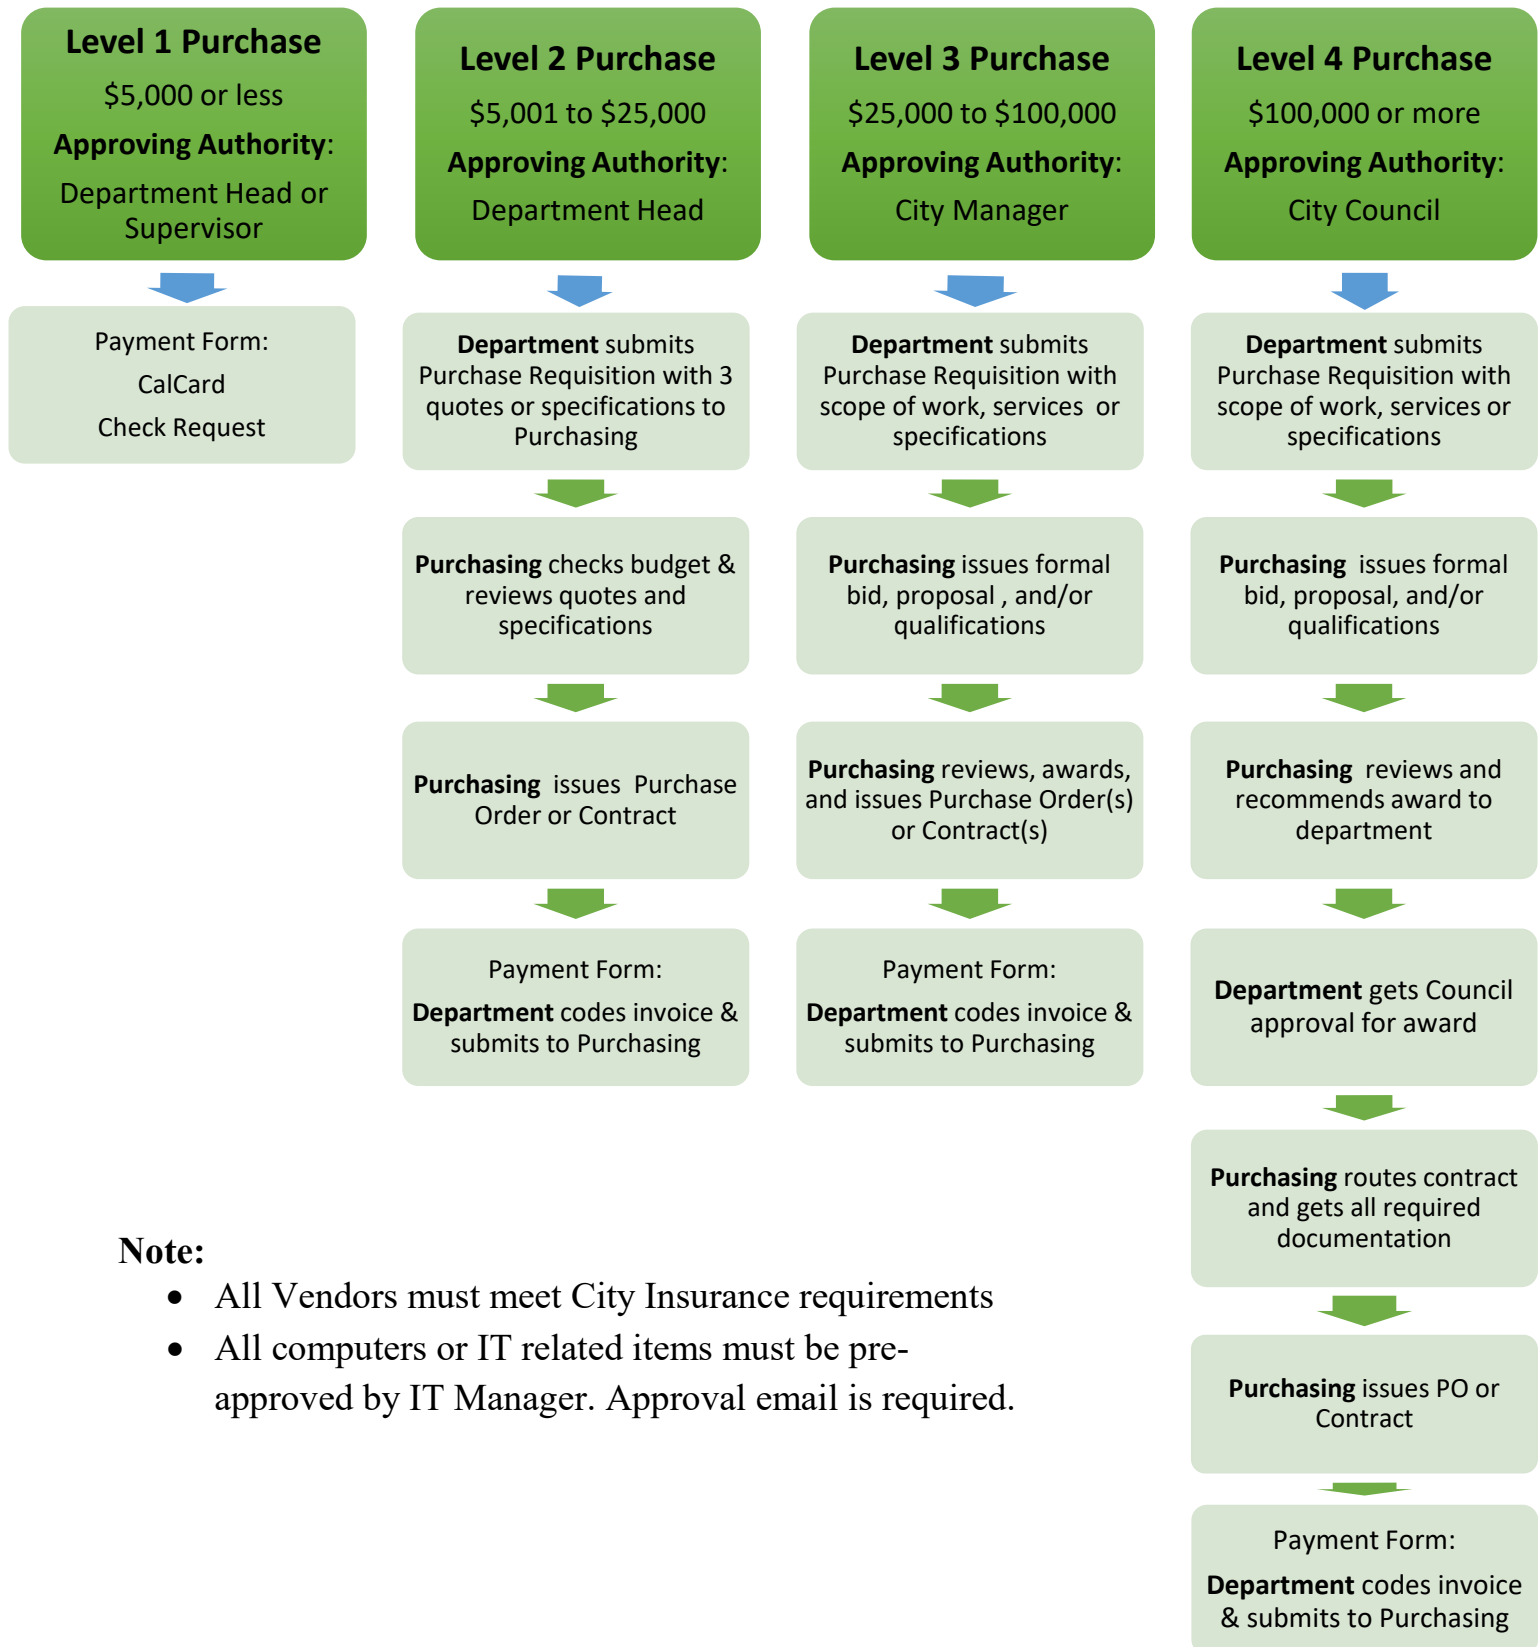 Level 1 Purchase
$5,000 or less
Approving Authority:
Department Head or
Supervisor
Payment Form:
CalCard
Check Request
Level 2 Purchase
$5,001 to $25,000
Approving Authority:
Department Head
Department submits
Purchase Requisition with 3
quotes or specifications to
Purchasing
Purchasing checks budget &
reviews quotes and
specifications
Purchasing issues Purchase
Order or Contract
Payment Form:
Department codes invoice &
submits to Purchasing
Level 3 Purchase
$25,000 to $100,000
Approving Authority:
City Manager
Department submits
Purchase Requisition with
scope of work, services or
specifications
Purchasing issues formal
bid, proposal , and/or
qualifications
Purchasing reviews, awards,
and issues Purchase Order(s)
or Contract(s)
Payment Form:
Department codes invoice &
submits to Purchasing
Level 4 Purchase
$100,000 or more
Approving Authority:
City Council
Department submits
Purchase Requisition with
scope of work, services or
specifications
Purchasing issues formal
bid, proposal, and/or
qualifications
Purchasing reviews and
recommends award to
department
Department gets Council
approval for award
Purchasing routes contract
and gets all required
documentation
Purchasing issues PO or
Contract
Payment Form:
Department codes invoice
& submits to Purchasing
Note:
• All Vendors must meet City Insurance requirements
• All computers or IT related items must be pre-
approved by IT Manager. Approval email is required.